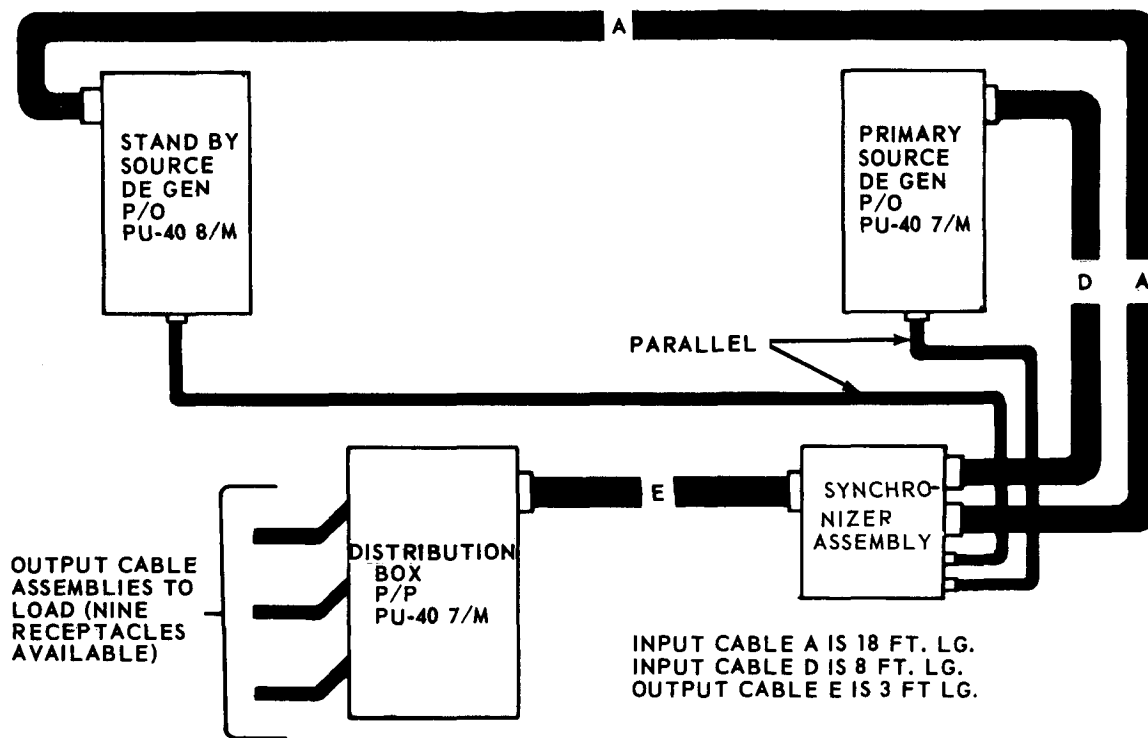 A
STAND BY
SOURCE
DE GEN
P/O
PU-40 8/M
PRIMARY
SOURCE
DE GEN
P/O
PU-40 7/M
D
A
PARALLEL
E
SYNCHRO-
NIZER
ASSEMBLY
DISTRIBUTION
BOX
P/P
PU-40 7/M
OUTPUT CABLE
ASSEMBLIES TO
LOAD (NINE
RECEPTACLES
AVAILABLE)
INPUT CABLE A IS 18 FT. LG.
INPUT CABLE D IS 8 FT. LG.
OUTPUT CABLE E IS 3 FT LG.